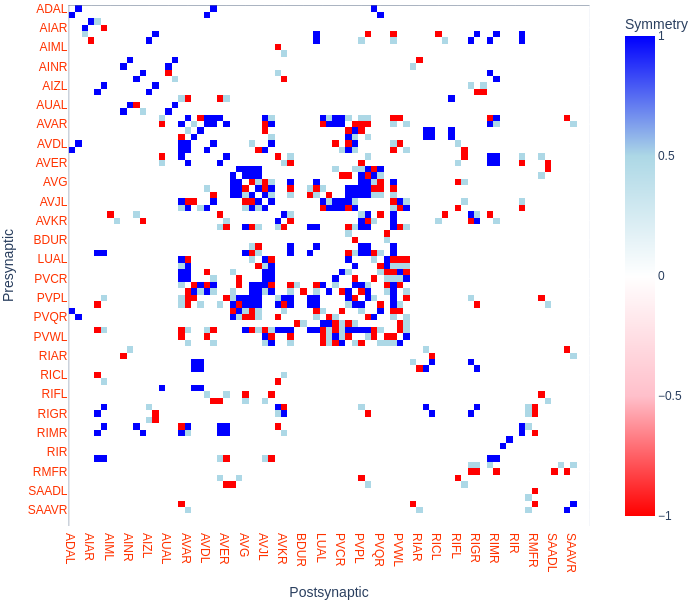 Symmetry
1
0.5
0
−0.5
−1
Presynaptic
ADAL
AIAR
AIML
AINR
AIZL
AUAL
AVAR
AVDL
AVER
AVG
AVJL
AVKR
BDUR
LUAL
PVCR
PVPL
PVQR
PVWL
RIAR
RICL
RIFL
RIGR
RIMR
RIR
RMFR
SAADL
SAAVR
ADAL
AIAR
AIML
AINR
AIZL
AUAL
AVAR
AVDL
AVER
AVG
AVJL
AVKR
BDUR
LUAL
PVCR
PVPL
PVQR
PVWL
RIAR
RICL
RIFL
RIGR
RIMR
RIR
RMFR
SAADL
SAAVR
Postsynaptic